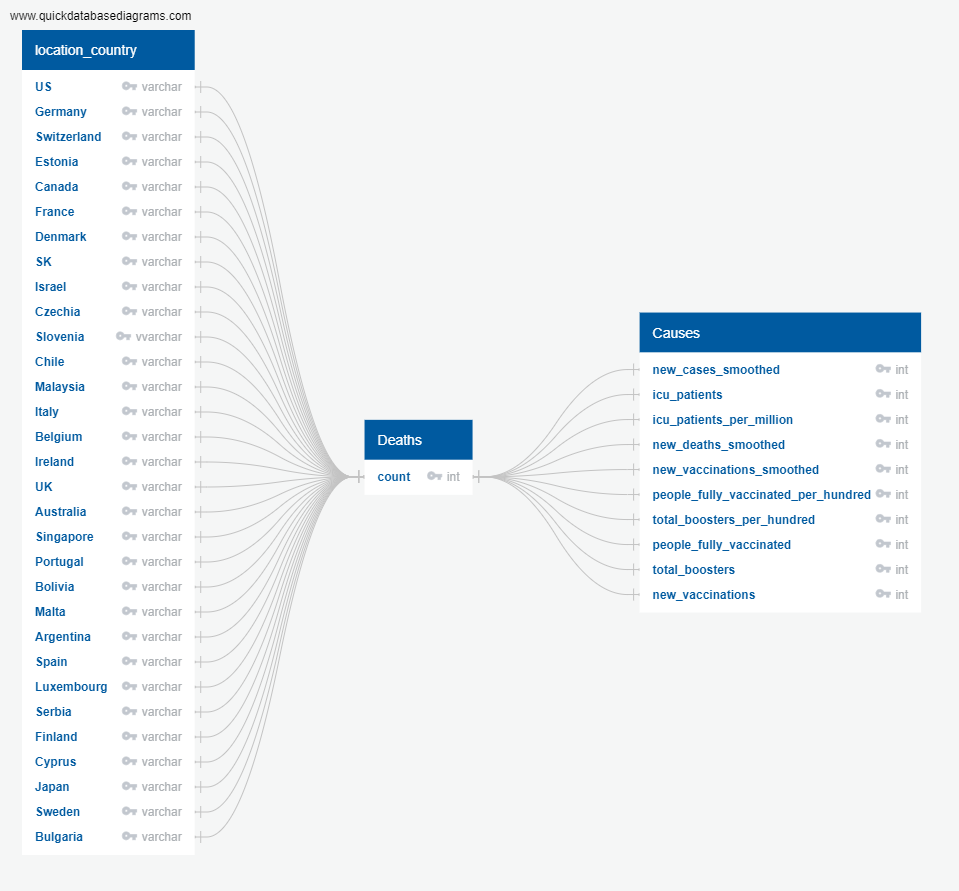 www.quickdatabasediagrams.com
location_country
US varchar
Germany varchar
Switzerland varchar
Estonia varchar
Canada varchar
France varchar
Denmark varchar
SK varchar
Israel varchar
Czechia varchar
Slovenia vvarchar
Chile varchar
Malaysia varchar
Italy varchar
Belgium varchar
Ireland varchar
UK varchar
Australia varchar
Singapore varchar
Portugal varchar
Bolivia varchar
Malta varchar
Argentina varchar
Spain varchar
Luxembourg varchar
Serbia varchar
Finland varchar
Cyprus varchar
Japan varchar
Sweden varchar
Bulgaria varchar
Deaths
count int
Causes
new_cases_smoothed int
icu_patients int
icu_patients_per_million int
new_deaths_smoothed int
new_vaccinations_smoothed int
people_fully_vaccinated_per_hundred int
total_boosters_per_hundred int
people_fully_vaccinated int
total_boosters int
new_vaccinations int